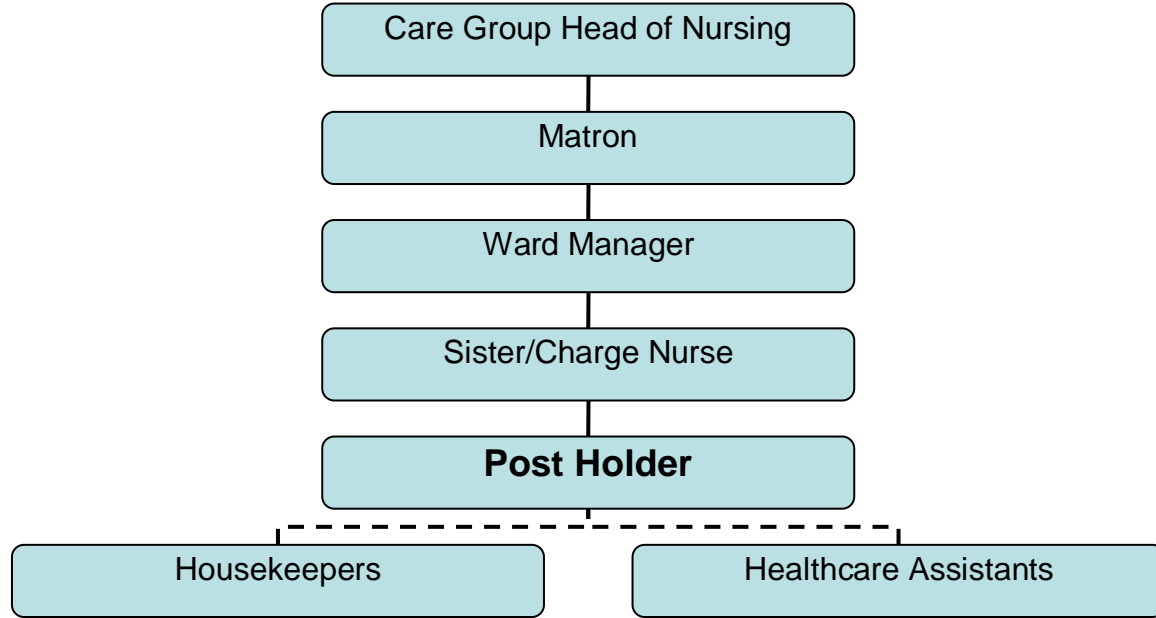 Care Group Head of Nursing
Matron
Ward Manager
Sister/Charge Nurse
Post Holder
Housekeepers
Healthcare Assistants